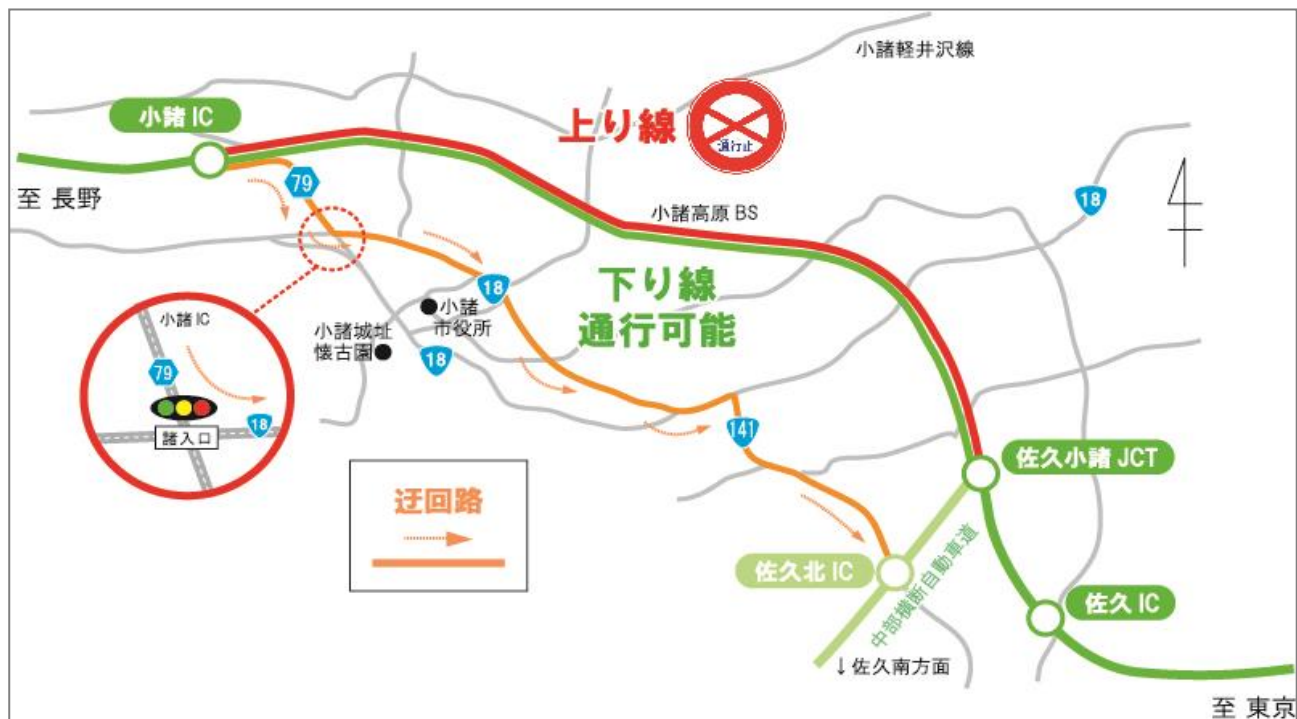 小諸軽井沢線
小諸 IC
上り線
通行止
至 長野
79
18
小諸高原 BS
18
下り線
通行可能
小諸
市役所
小諸城址
懐古園
18
小諸 IC
79
18
諸入口
141
迂回路
佐久小諸 JCT
佐久北 IC
中部横断自動車道
佐久 IC
↓佐久南方面
至 東京